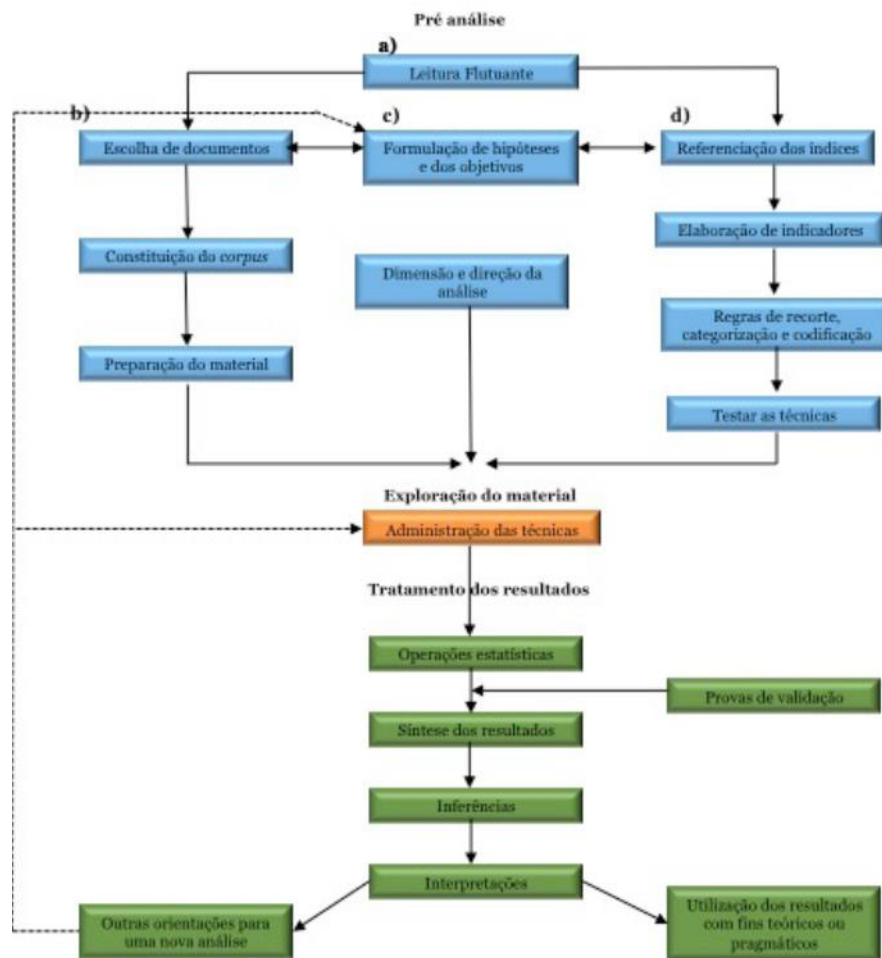 Pré análise
a)
Leitura Flutuante
b)
c)
d)
Escolha de documentos
Formulação de hipóteses
e dos objetivos
Referenciação dos índices
Constituição do corpus
Dimensão e direção da
análise
Elaboração de indicadores
Regras de recorte,
categorização e codificação
Preparação do material
Testar as técnicas
Exploração do material
Administração das técnicas
Tratamento dos resultados
Operações estatísticas
Provas de validação
Síntese dos resultados
Inferências
Interpretações
Outras orientações para
uma nova análise
Utilização dos resultados
com fins teóricos ou
pragmáticos